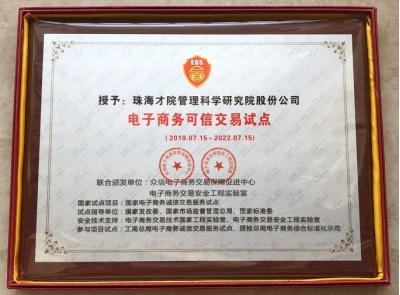 EBS
授予：珠海才院管理科学研究院股份公司
电子商务可信交易试点
(2019.07.15－2022.07.15)
联合颁发单位：众信电子商务交易保障促进中心
电子商务交易安全工程实验室
国家试点项目：国家电子商务诚信交易服务试点
试点指导单位：国家发改委、国家市场监督管理总局、国家标准委
安全技术支持：电子商务交易技术国家工程实验室、电子商务交易安全工程实验室
参与项目试点：工商总局电子商务诚信交易服务试点、质检总局电子商务综合标准化示范